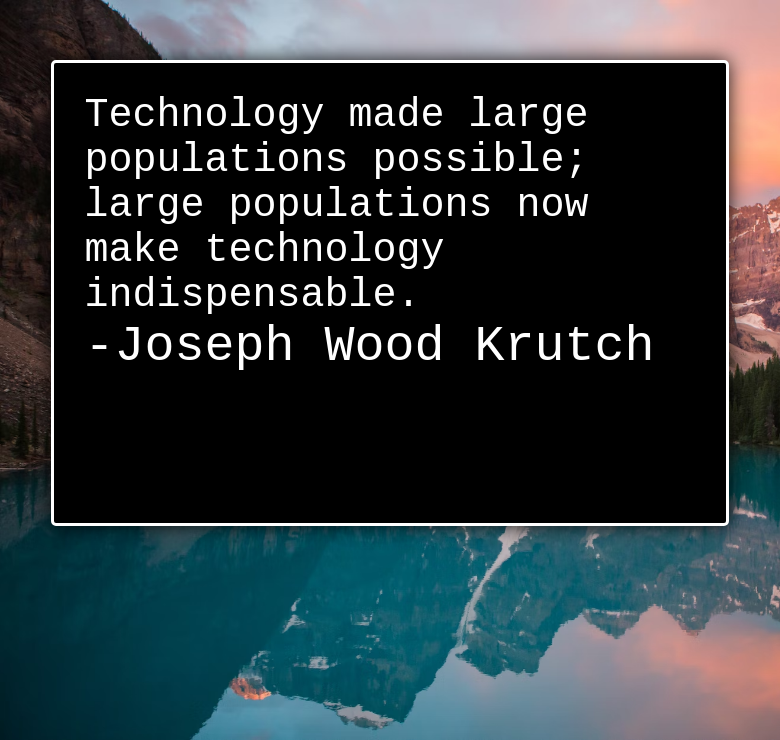 Technology made large
populations possible;
large populations now
make technology
indispensable.
-Joseph Wood Krutch